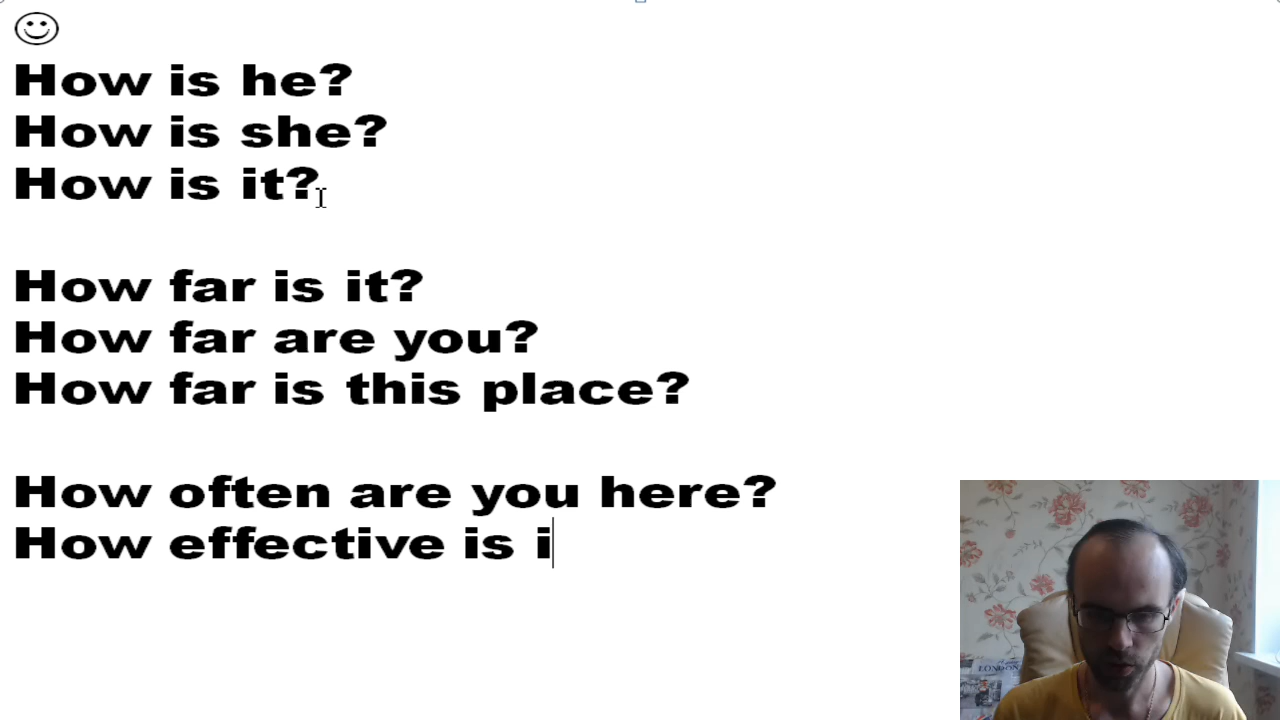 How is he?
How is she?
How is it?
How far is it?
How far are you?
How far is this place?
How often are you here?
How effective is i
LONDON